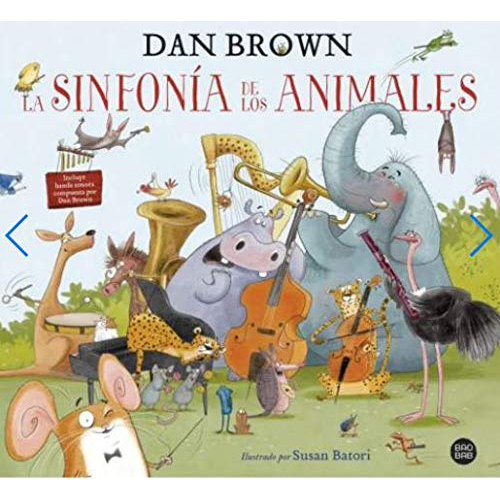 DAN BROWN
LA SINFONÍA DE LOS ANIMALES
Incluye
banda sonora
compuesta por
Dan Brown
Ilustrado por Susan Batori
BAO
BAB